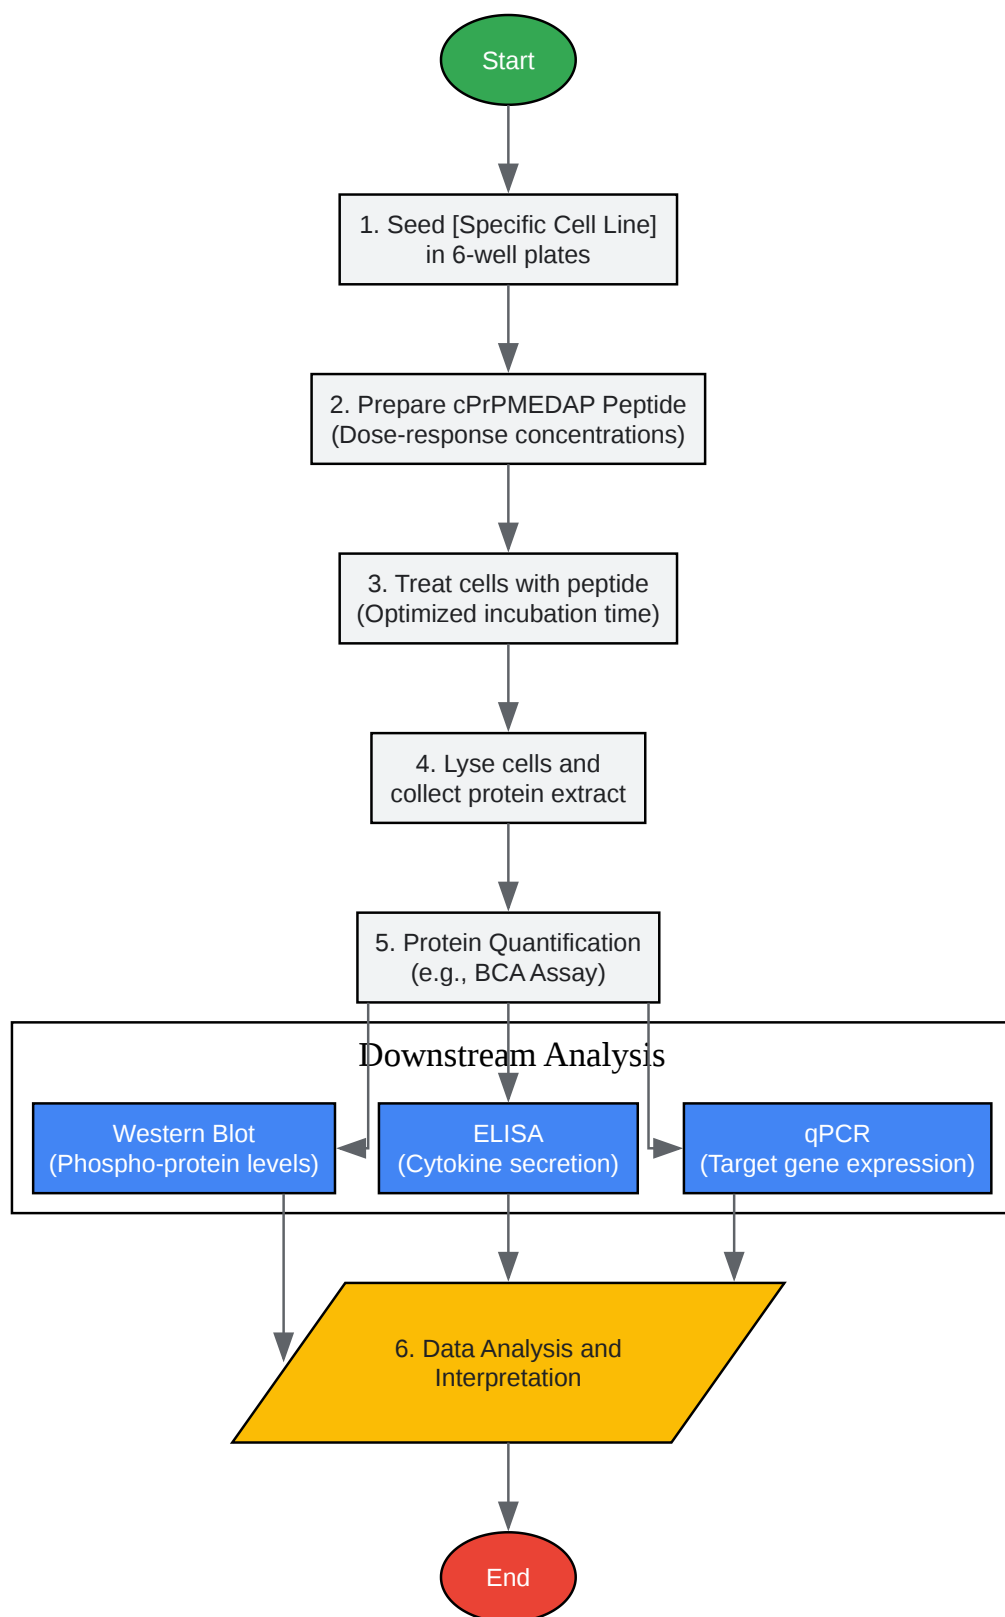 Start
1. Seed [Specific Cell Line]
in 6-well plates
2. Prepare cPrPMEDAP Peptide
(Dose-response concentrations)
3. Treat cells with peptide
(Optimized incubation time)
4. Lyse cells and
collect protein extract
5. Protein Quantification
(e.g., BCA Assay)
Downstream Analysis
Western Blot
(Phospho-protein levels)
ELISA
(Cytokine secretion)
qPCR
(Target gene expression)
6. Data Analysis and
Interpretation
End